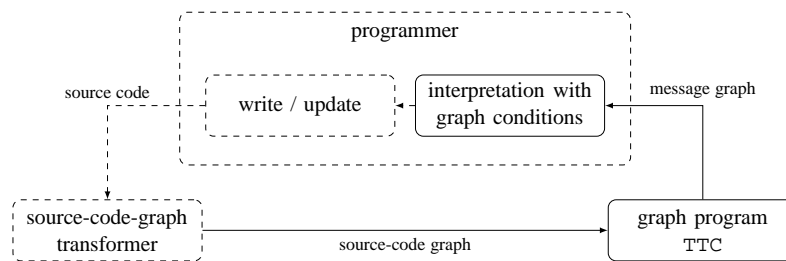 programmer
write / update
interpretation with
graph conditions
source code
message graph
source-code-graph
transformer
source-code graph
graph program
TTC